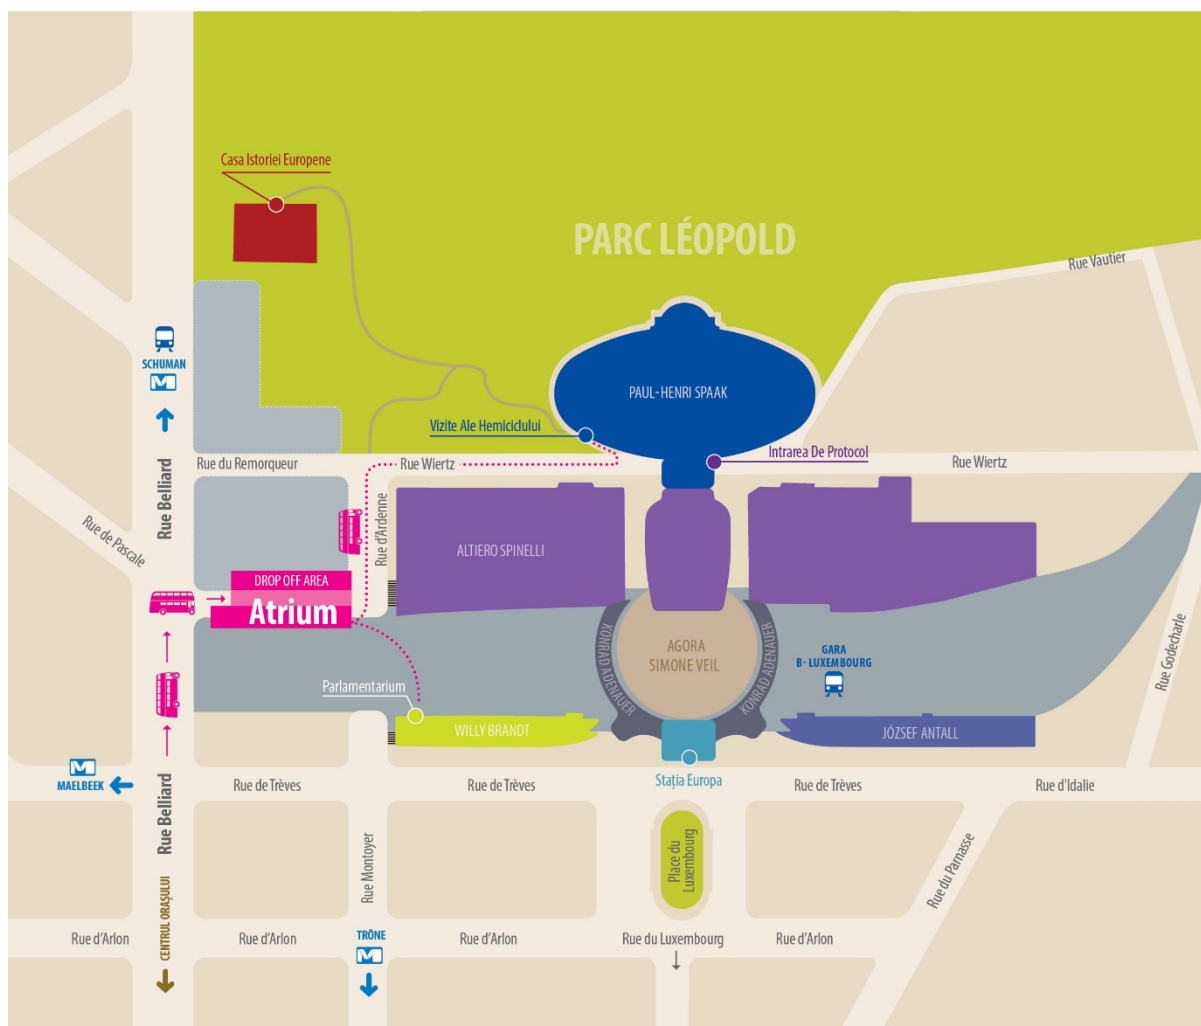 Casa Istoriei Europene
PARC LÉOPOLD
Rue Vautier
SCHUMAN
M
PAUL-HENRI SPAAK
Vizite Ale Hemiciclului
Intrarea De Protocol
Rue du Remorqueur
Rue Wiertz
Rue Wiertz
Rue Belliard
Rue de Pascale
Rue d'Ardenne
ALTIERO SPINELLI
DROP OFF AREA
Atrium
KONRAD ADENAUER
AGORA
SIMONE VEIL
KONRAD ADENAUER
GARA
B- LUXEMBOURG
Rue Godecharle
Parlamentarium
WILLY BRANDT
JÓZSEF ANTALL
M
MAELBEEK
Rue Belliard
Rue de Trèves
Rue de Trèves
Stația Europa
Rue de Trèves
Rue d'Idalie
Rue Montoyer
Place du
Luxembourg
Rue du Parnasse
CENTRUL ORAȘULUI
Rue d'Arlon
Rue d'Arlon
TRÔNE
M
Rue d'Arlon
Rue du Luxembourg
Rue d'Arlon